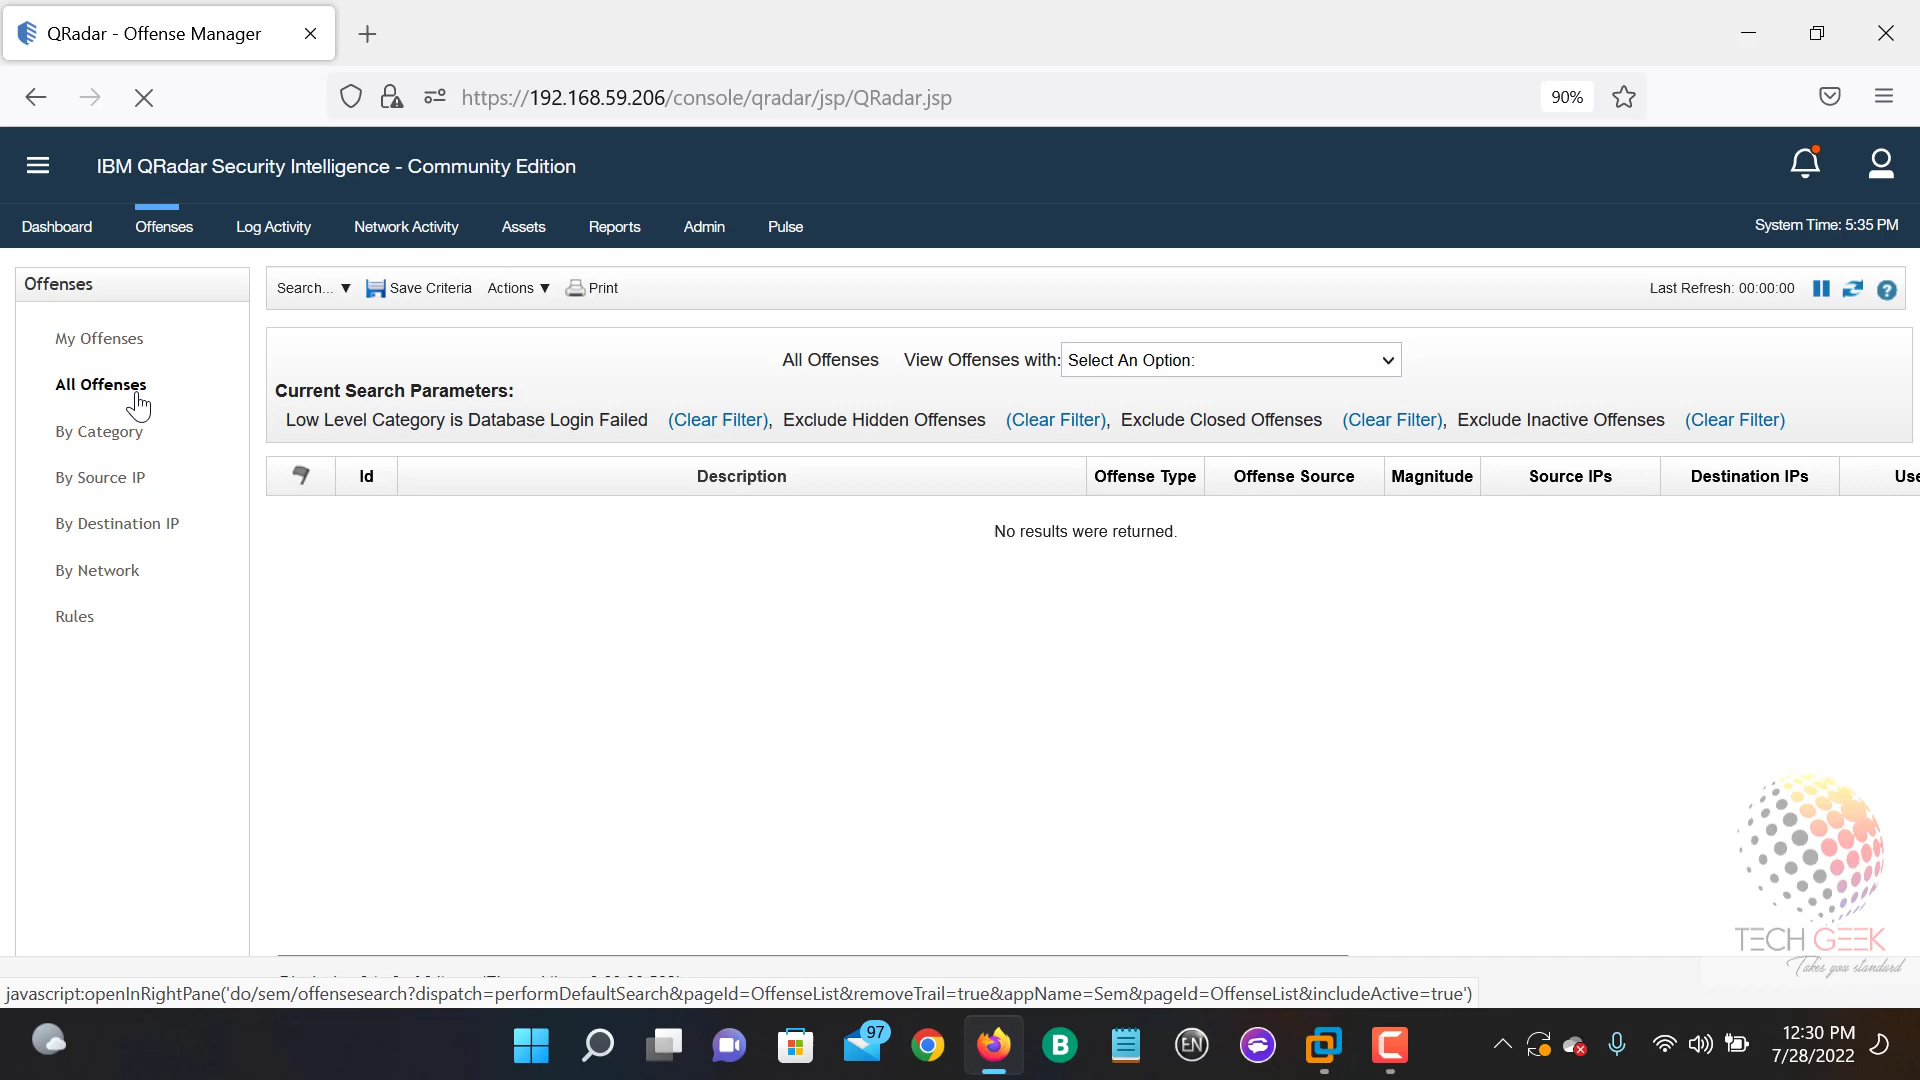 QRadar - Offense Manager
https://192.168.59.206/console/qradar/jsp/QRadar.jsp 90%
IBM QRadar Security Intelligence - Community Edition
Dashboard Offenses Log Activity Network Activity Assets Reports Admin Pulse System Time: 5:35 PM
Offenses
Search... ▼ Save Criteria Actions ▼ Print Last Refresh: 00:00:00
My Offenses
All Offenses
By Category
By Source IP
By Destination IP
By Network
Rules
All Offenses View Offenses with: Select An Option:
Current Search Parameters:
Low Level Category is Database Login Failed (Clear Filter), Exclude Hidden Offenses (Clear Filter), Exclude Closed Offenses (Clear Filter), Exclude Inactive Offenses (Clear Filter)
Id Description Offense Type Offense Source Magnitude Source IPs Destination IPs Use
No results were returned.
TECH GEEK
Takes you standard
javascript:openInRightPane('do/sem/offensesearch?dispatch=performDefaultSearch&pageId=OffenseList&removeTrail=true&appName=Sem&pageId=OffenseList&includeActive=true')
97
B
EN
12:30 PM
7/28/2022